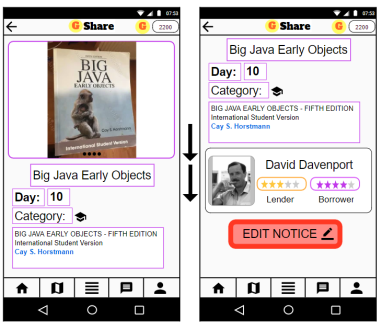 07:53
G Share
G 2200
BIG
JAVA
EARLY OBJECTS
Cay S. Horstmann
International Student Version
Big Java Early Objects
Day: 10
Category:
BIG JAVA EARLY OBJECTS - FIFTH EDITION
International Student Version
Cay S. Horstmann
07:53
G Share
G 2200
Big Java Early Objects
Day: 10
Category:
BIG JAVA EARLY OBJECTS - FIFTH EDITION
International Student Version
Cay S. Horstmann
David Davenport
Lender Borrower
EDIT NOTICE